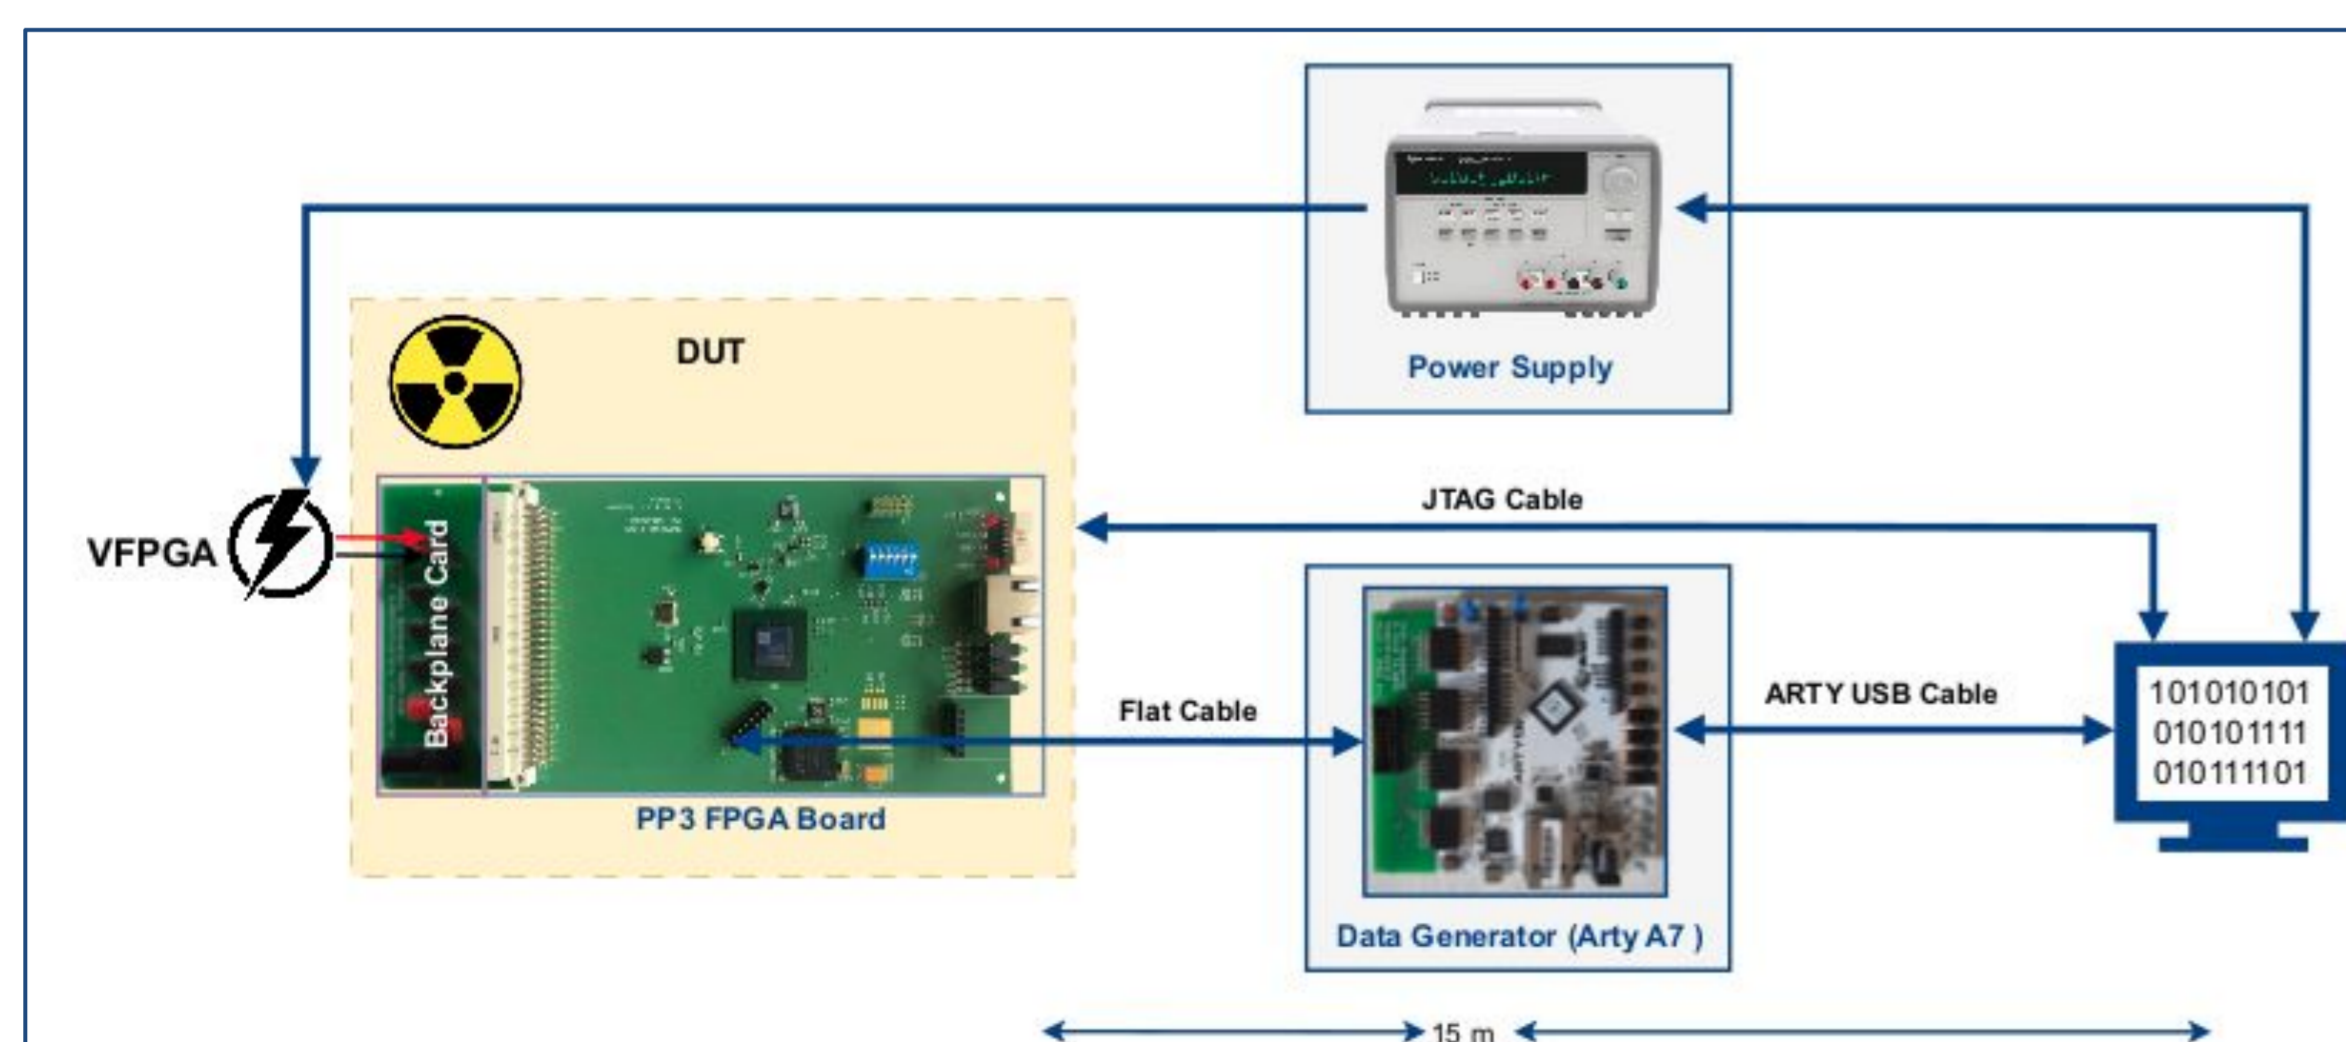 DUT
Power Supply
JTAG Cable
VFPGA
Backplane Card
Flat Cable
ARTY USB Cable
101010101
010101111
010111101
PP3 FPGA Board
Data Generator (Arty A7 )
15 m